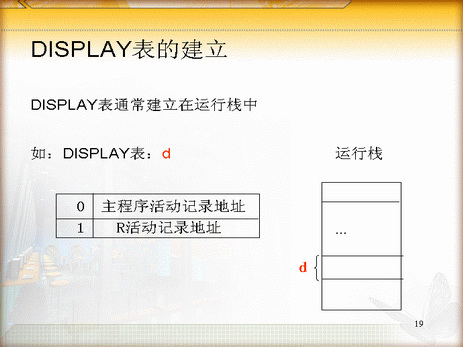 DISPLAY表的建立
DISPLAY表通常建立在运行栈中
如：DISPLAY表：d
运行栈
0 主程序活动记录地址
1 R活动记录地址
...
d
19